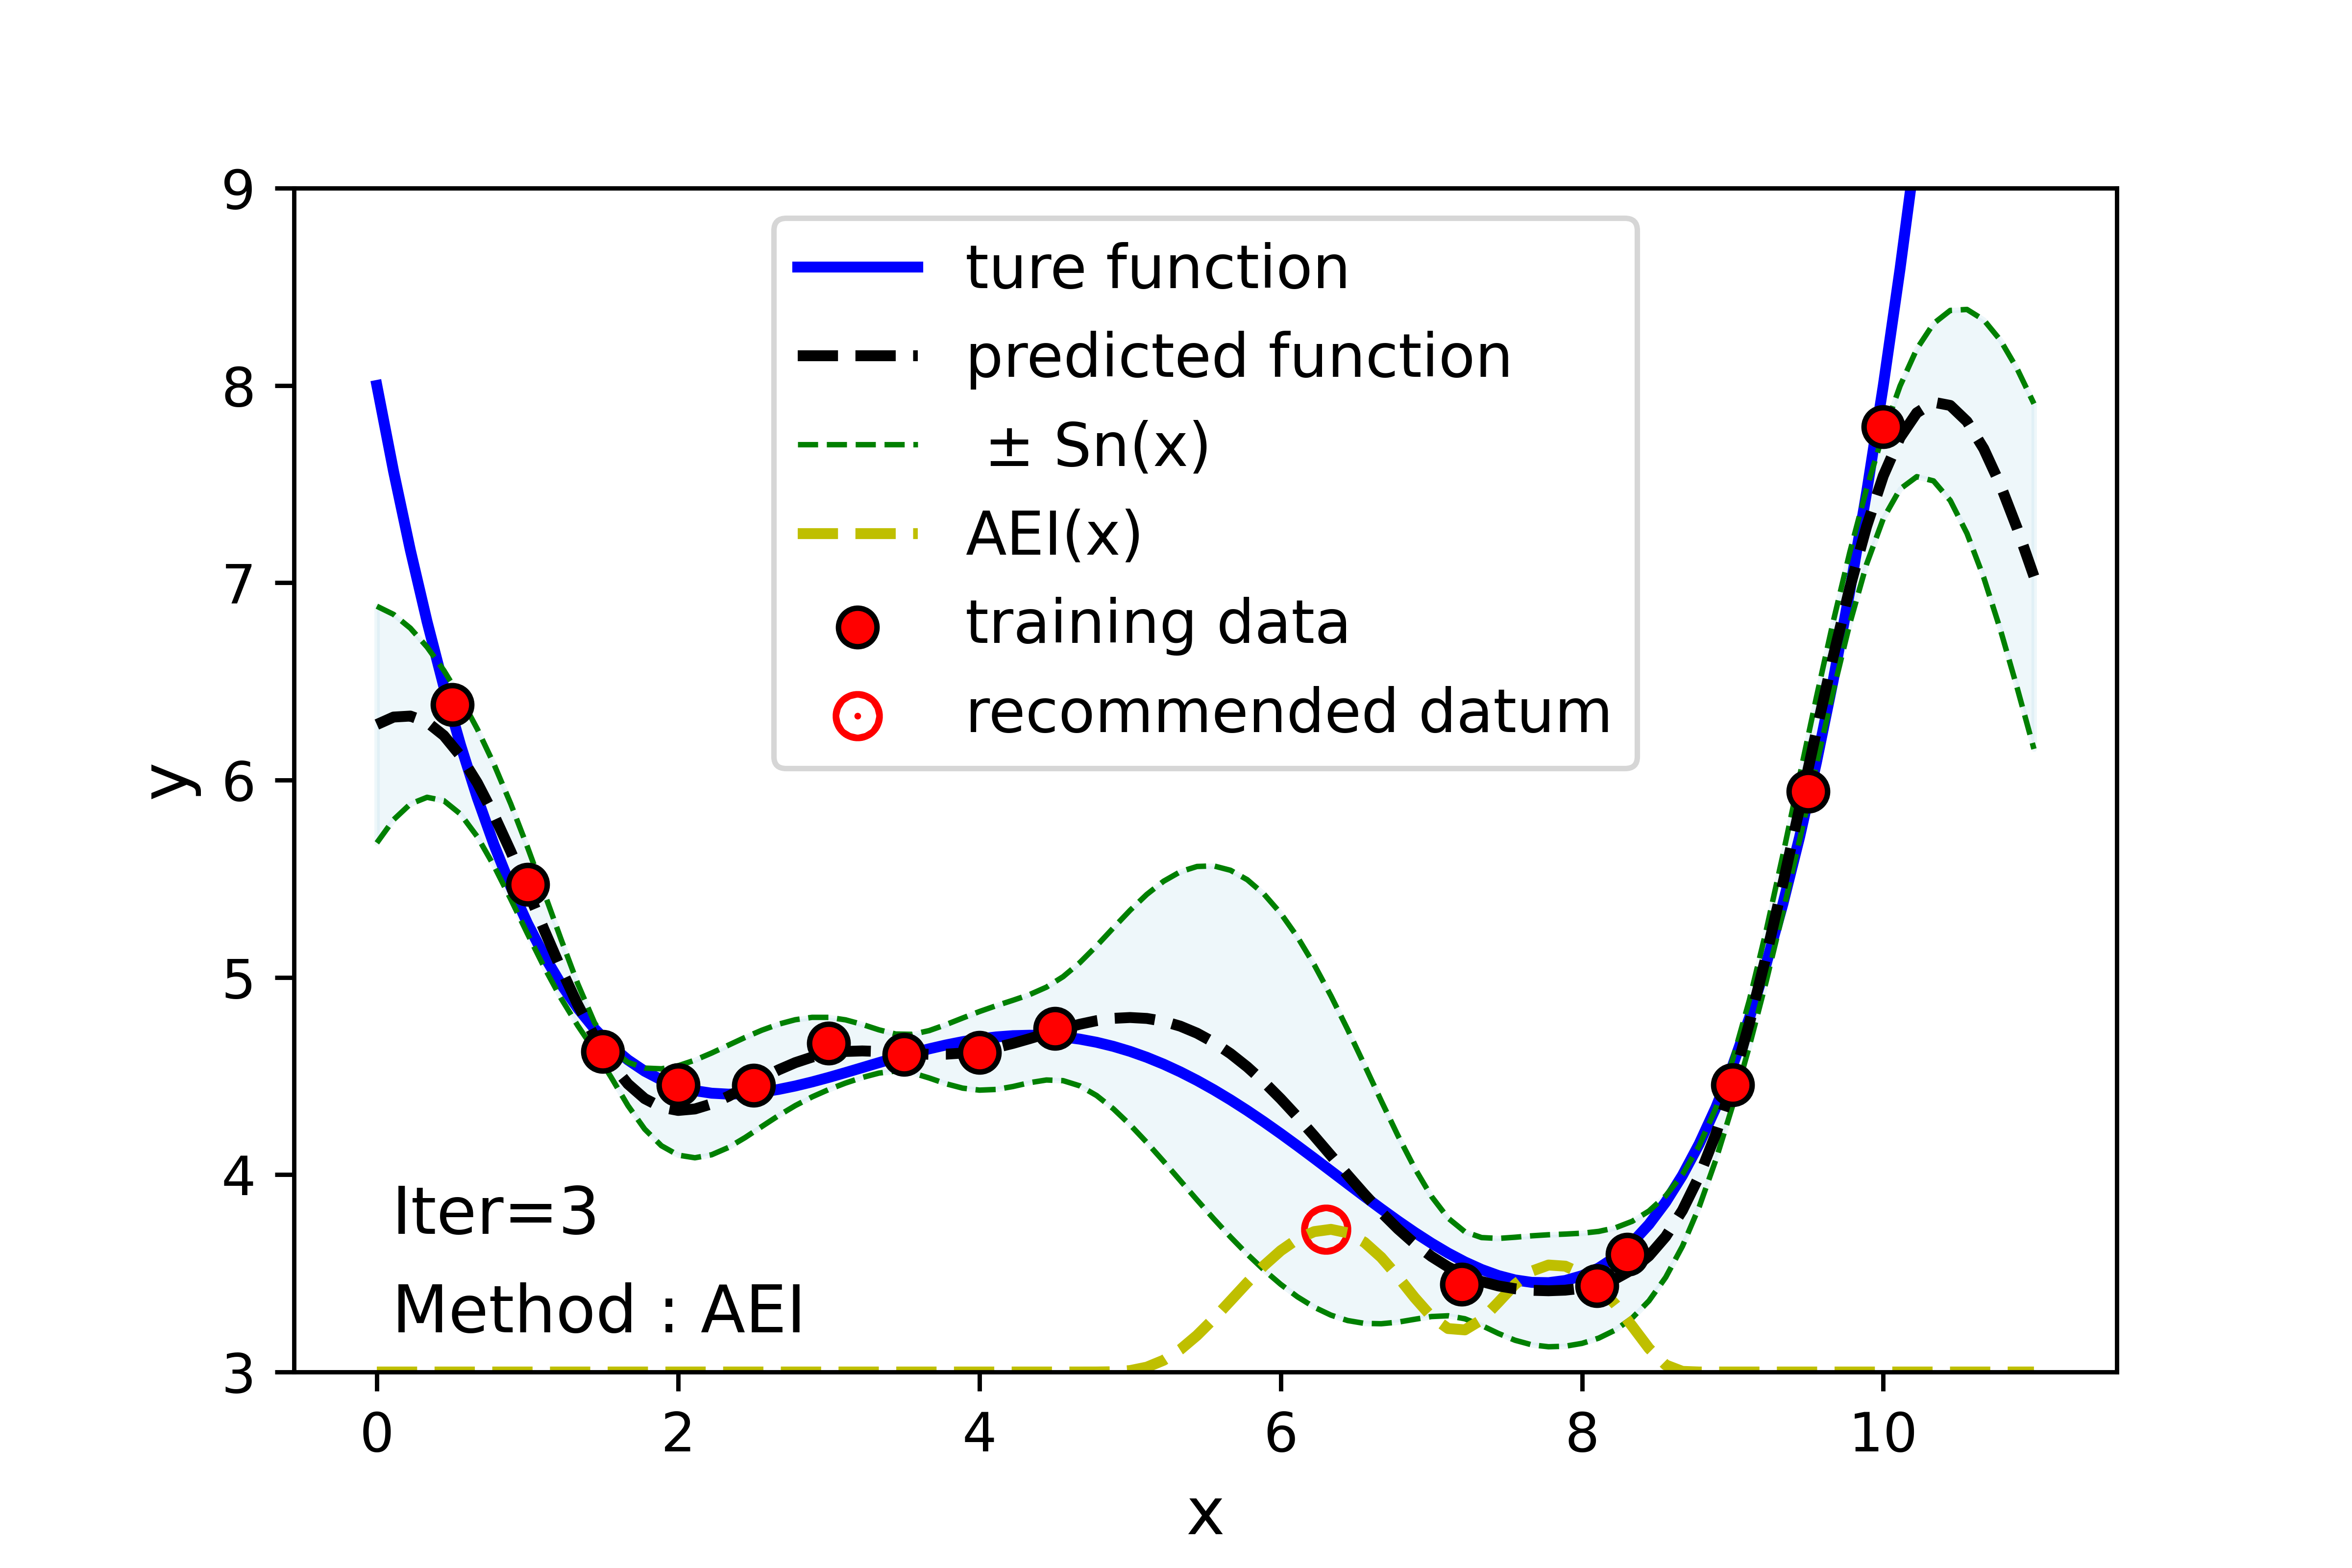 9
8
7
6
5
4
3
y
ture function
predicted function
± Sn(x)
AEI(x)
training data
recommended datum
Iter=3
Method : AEI
0 2 4 6 8 10
x